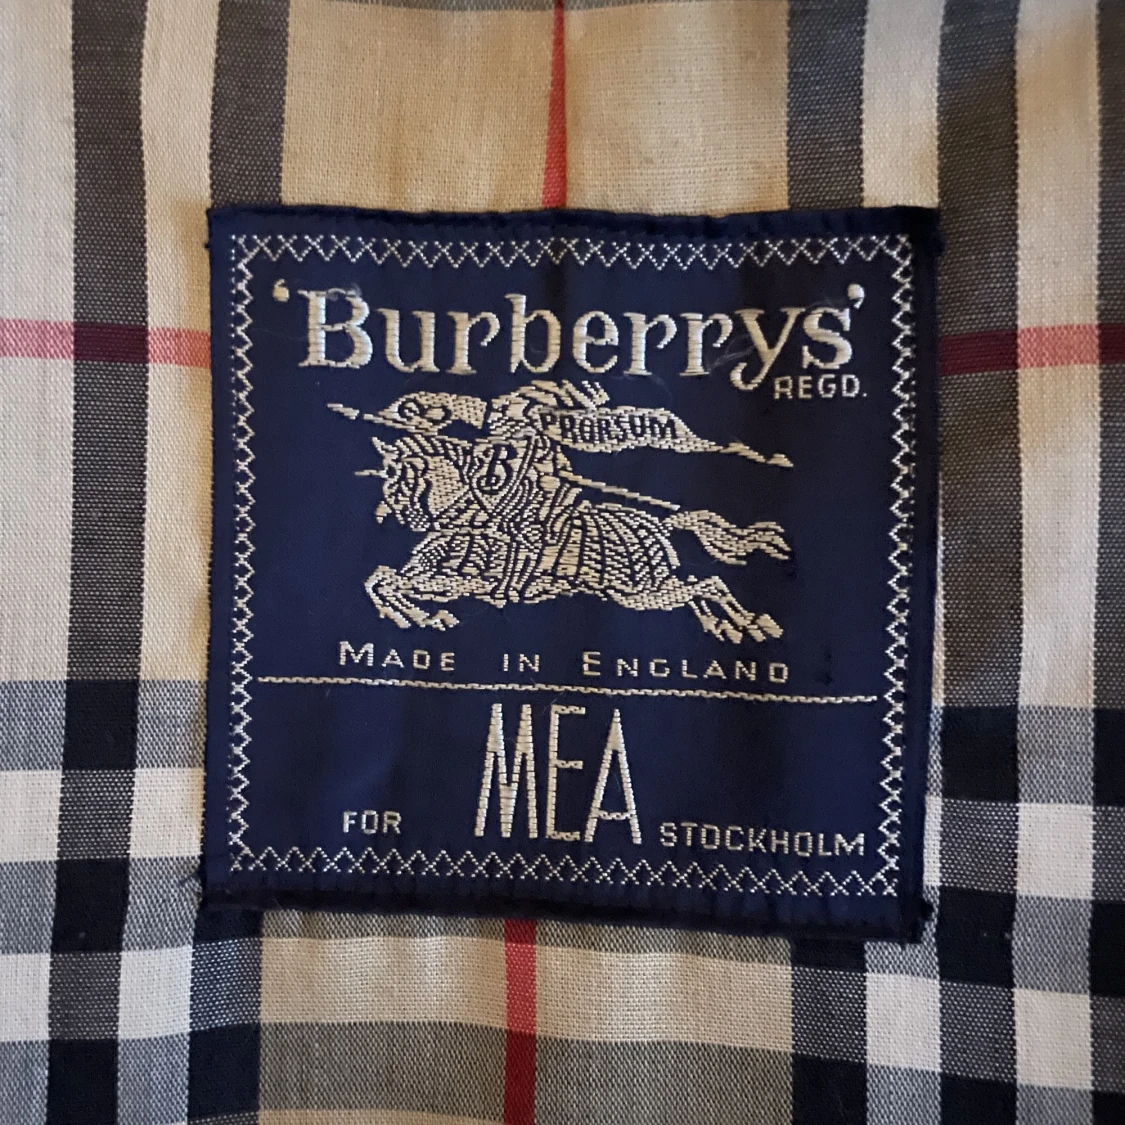 'Burberrys'
REGD.
PRORSUM
B
MADE IN ENGLAND
FOR MEA STOCKHOLM